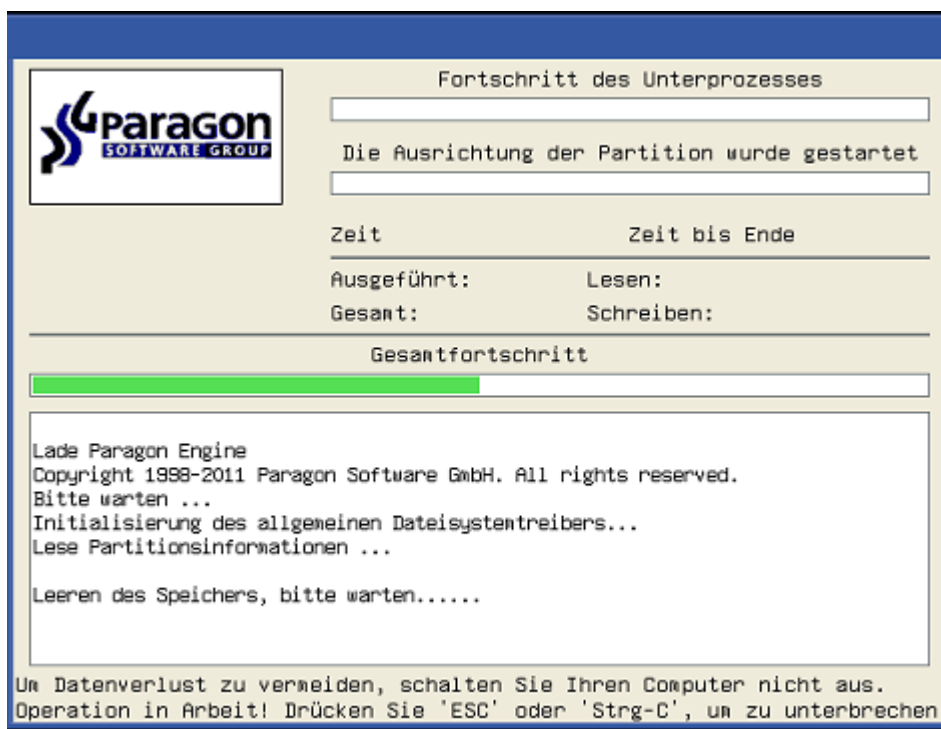 paragon
SOFTWARE GROUP
Fortschritt des Unterprozesses
Die Ausrichtung der Partition wurde gestartet
Zeit Zeit bis Ende
Ausgeführt: Lesen:
Gesamt: Schreiben:
Gesamtfortschritt
Lade Paragon Engine
Copyright 1998-2011 Paragon Software GmbH. All rights reserved.
Bitte warten ...
Initialisierung des allgemeinen Dateisystemtreibers...
Lese Partitionsinformationen ...
Leeren des Speichers, bitte warten......
Um Datenverlust zu vermeiden, schalten Sie Ihren Computer nicht aus.
Operation in Arbeit! Drücken Sie 'ESC' oder 'Strg-C', um zu unterbrechen